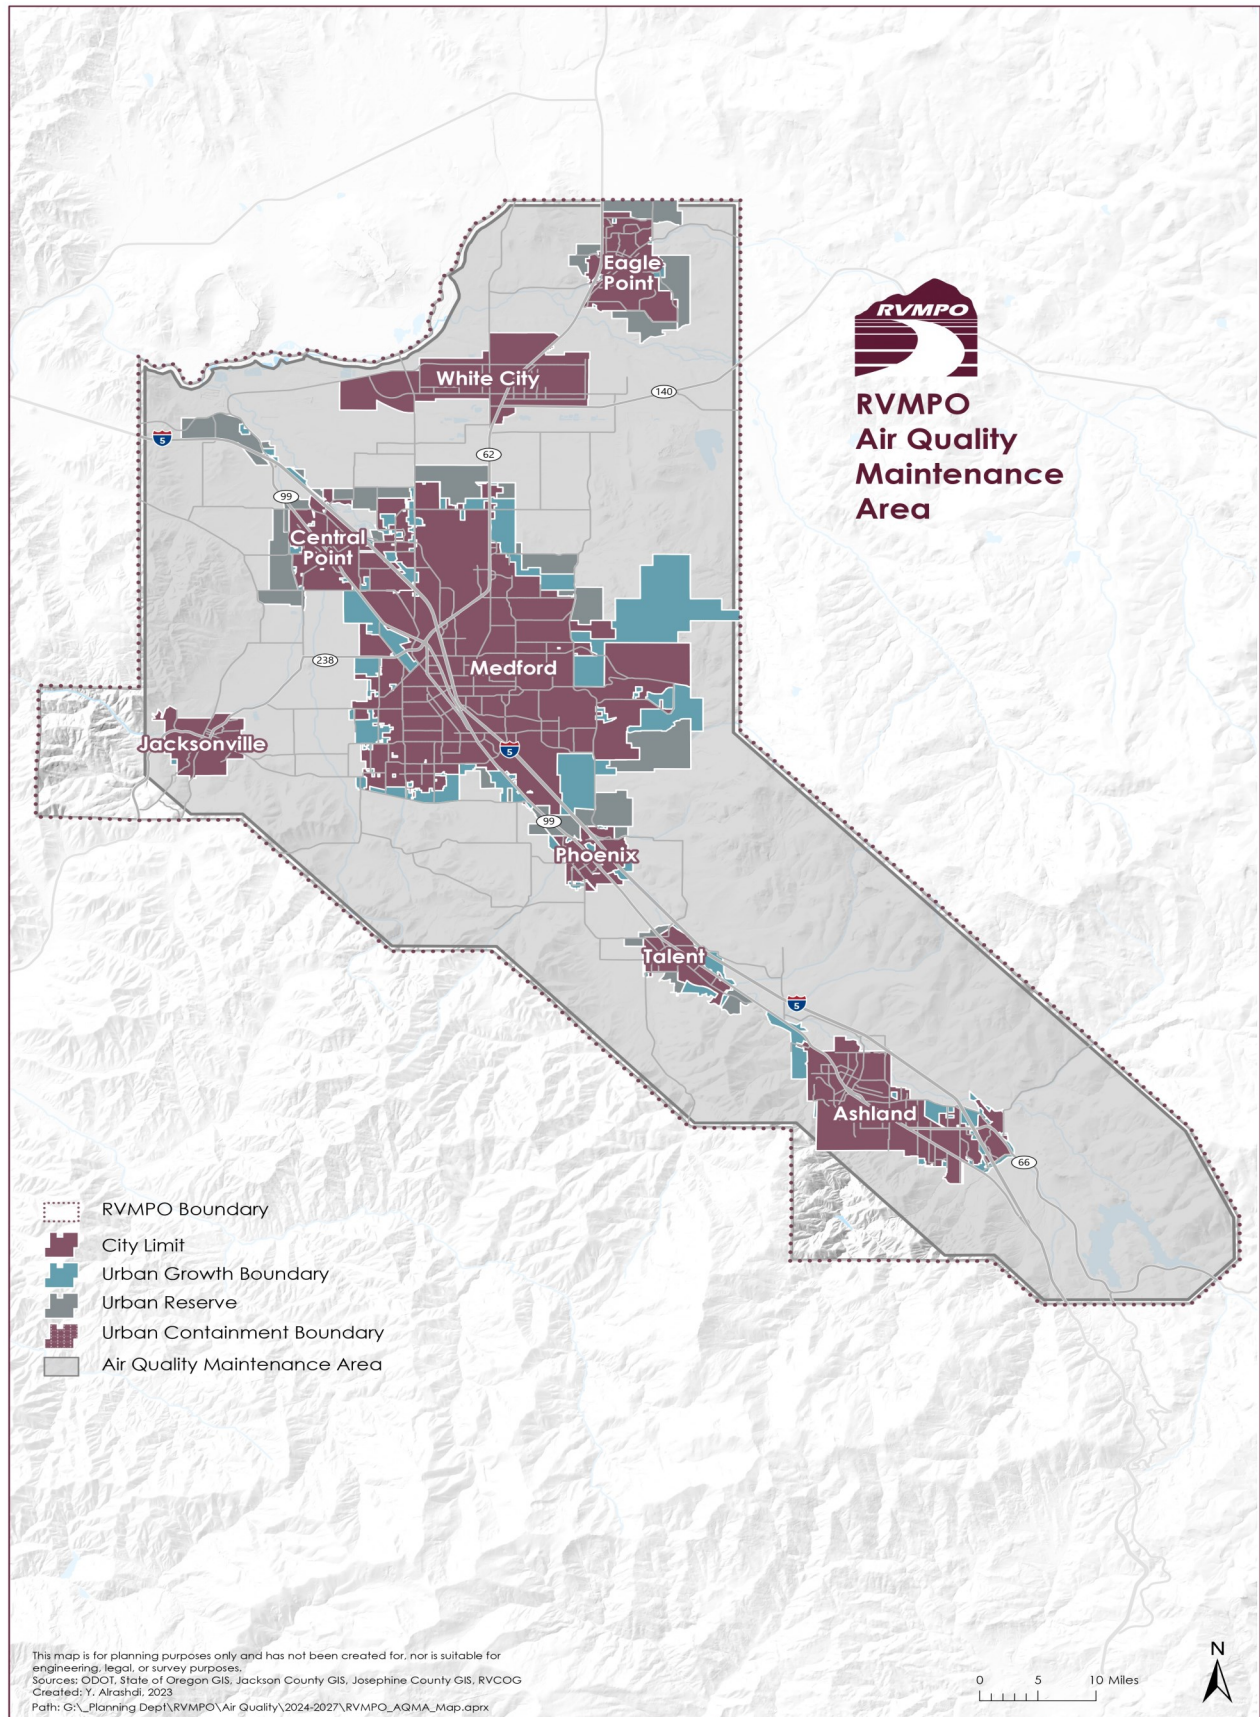 Eagle
Point
RVMPO
White City
140
RVMPO
Air Quality
Maintenance
Area
5
62
99
Central
Point
238
Medford
Jacksonville
5
99
Phoenix
Talent
5
Ashland
66
RVMPO Boundary
City Limit
Urban Growth Boundary
Urban Reserve
Urban Containment Boundary
Air Quality Maintenance Area
This map is for planning purposes only and has not been created for, nor is suitable for
engineering, legal, or survey purposes.
Sources: ODOT, State of Oregon GIS, Jackson County GIS, Josephine County GIS, RVCOG
Created: Y. Alrashdi, 2023
Path: G:\_Planning Dept\RVMPO\Air Quality\2024-2027\RVMPO_AQMA_Map.aprx
0 5 10 Miles
N